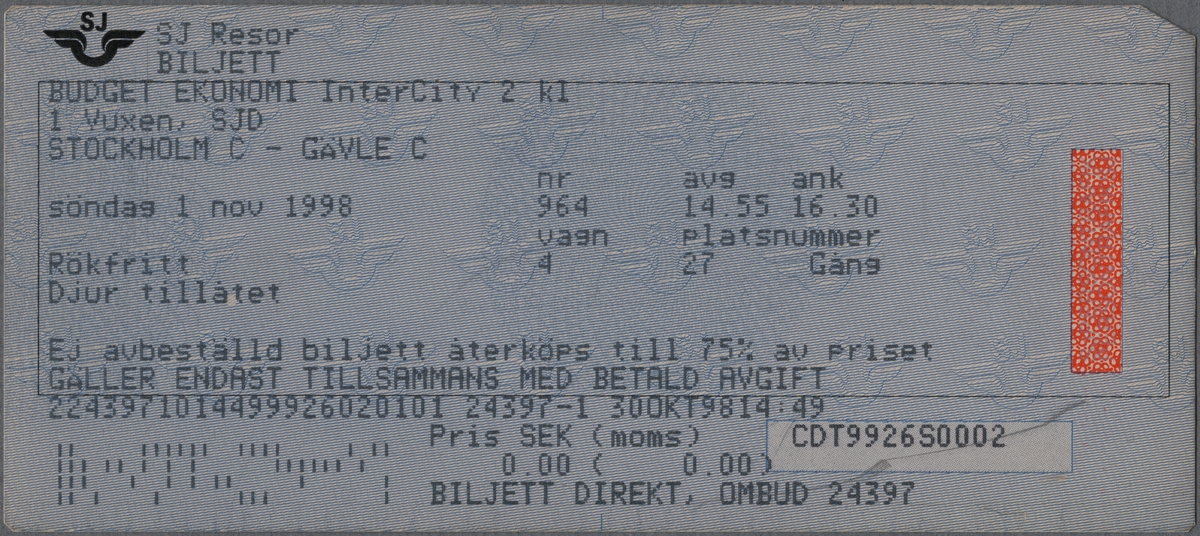 SJ
SJ Resor
BILJETT
BUDGET EKONOMI InterCity 2 kl
1 Vuxen, SJD
STOCKHOLM C - GÄVLE C
nr avg ank
söndag 1 nov 1998 964 14.55 16.30
vagn platsnummer
Rökfritt 4 27 Gång
Djur tillåtet
Ej avbeställd biljett återköps till 75% av priset
GÄLLER ENDAST TILLSAMMANS MED BETALD AVGIFT
2243971014499926020101 24397-1 30OKT9814:49
Pris SEK (moms) CDT9926S0002
0.00 ( 0.00)
BILJETT DIREKT, OMBUD 24397